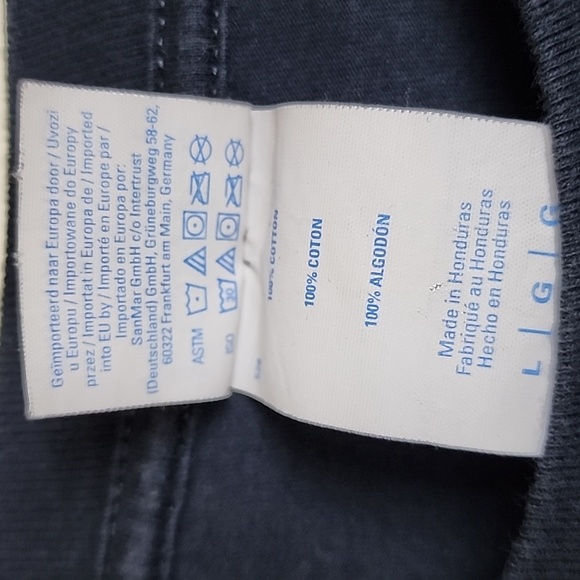 Geïmporteerd naar Europa door / Uvozi
u Europu / Importowane do Europy
przez / Importat in Europa de / Imported
into EU by / Importé en Europe par /
Importado en Europa por:
SanMar GmbH c/o Intertrust
(Deutschland) GmbH, Grüneburgweg 58-62,
60322 Frankfurt am Main, Germany
ASTM
ISO 30
100% COTTON
100% COTON
100% ALGODÓN
Made in Honduras
Fabriqué au Honduras
Hecho en Honduras
L | G | G